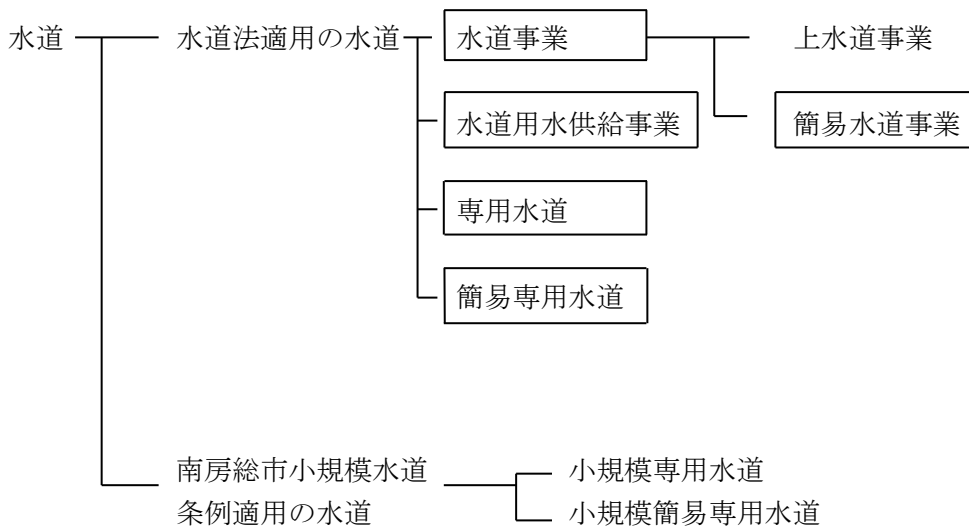 水道
水道法適用の水道
水道事業
上水道事業
簡易水道事業
水道用水供給事業
専用水道
簡易専用水道
南房総市小規模水道
条例適用の水道
小規模専用水道
小規模簡易専用水道